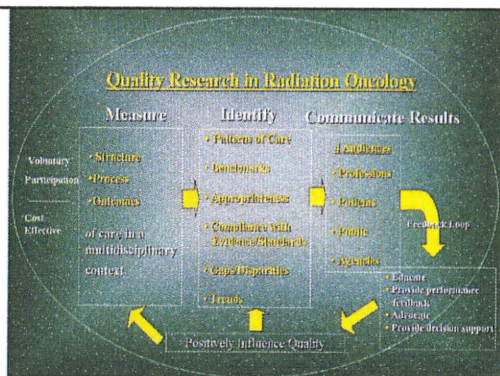 Quality Research in Radiation Oncology
Measure
Identify
Communicate Results
Voluntary
Participation
Cost
Effective
• Structure
• Process
• Outcomes
of care in a
multidisciplinary
context
• Patterns of Care
• Benchmarks
• Appropriateness
• Compliance with
Evidence/Standards
• Gaps/Disparities
• Trends
4 Audiences
• Professions
• Patients
• Public
• Agencies
Feedback Loop
• Educate
• Provide performance
feedback
• Advocate
• Provide decision support
Positively Influence Quality